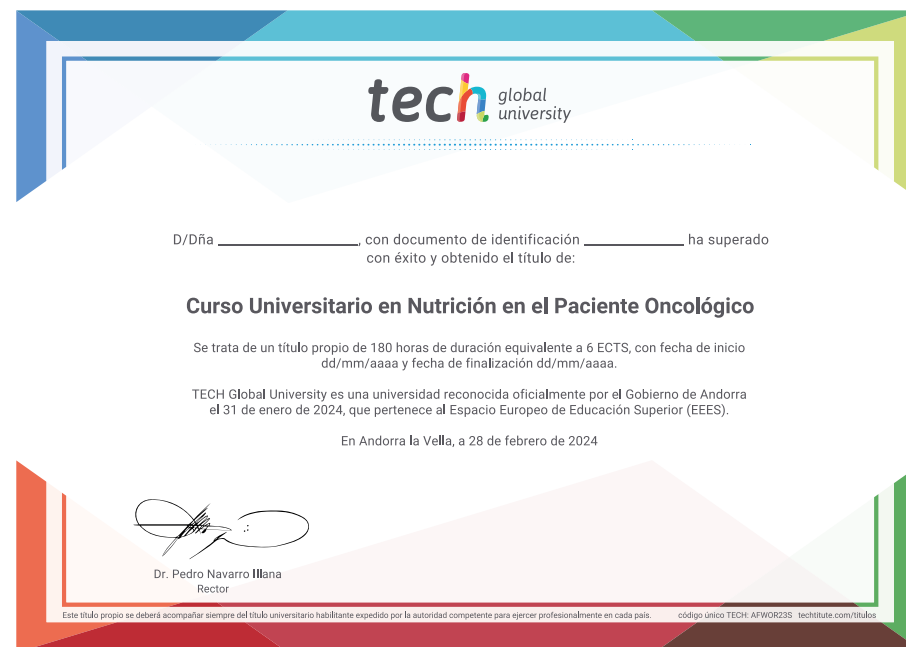 tech global
university
D/Dña ____________________, con documento de identificación ______________ ha superado
con éxito y obtenido el título de:
Curso Universitario en Nutrición en el Paciente Oncológico
Se trata de un título propio de 180 horas de duración equivalente a 6 ECTS, con fecha de inicio
dd/mm/aaaa y fecha de finalización dd/mm/aaaa.
TECH Global University es una universidad reconocida oficialmente por el Gobierno de Andorra
el 31 de enero de 2024, que pertenece al Espacio Europeo de Educación Superior (EEES).
En Andorra la Vella, a 28 de febrero de 2024
Dr. Pedro Navarro Illana
Rector
Este título propio se deberá acompañar siempre del título universitario habilitante expedido por la autoridad competente para ejercer profesionalmente en cada país. código único TECH: AFWOR23S techtitute.com/titulos